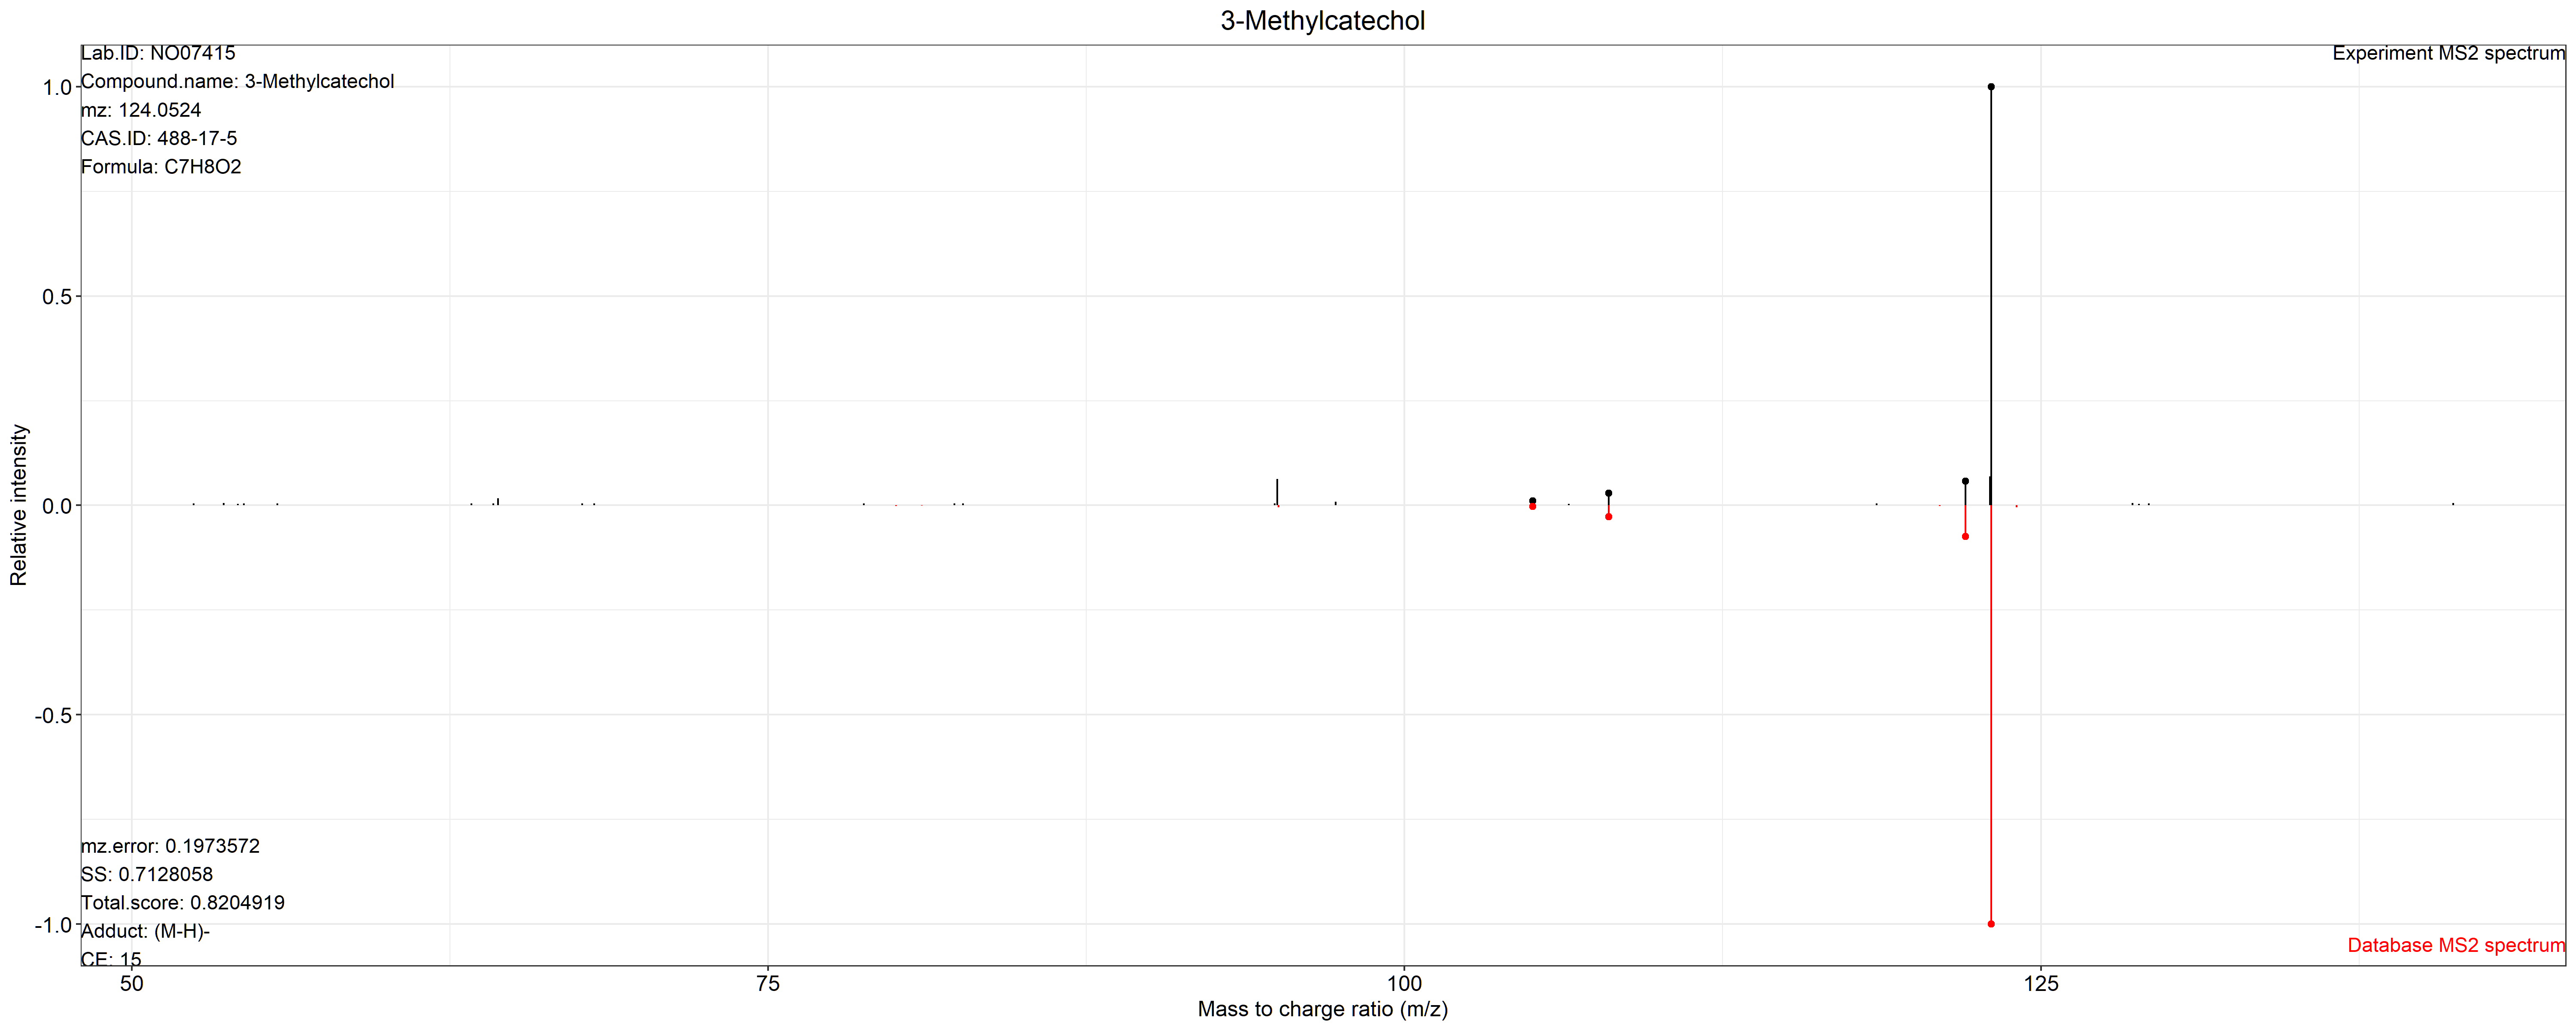 3-Methylcatechol
Lab.ID: NO07415
Compound.name: 3-Methylcatechol
mz: 124.0524
CAS.ID: 488-17-5
Formula: C7H8O2
Experiment MS2 spectrum
1.0
0.5
0.0
-0.5
-1.0
Relative intensity
mz.error: 0.1973572
SS: 0.7128058
Total.score: 0.8204919
Adduct: (M-H)-
CE: 15
Database MS2 spectrum
50
75
100
125
Mass to charge ratio (m/z)